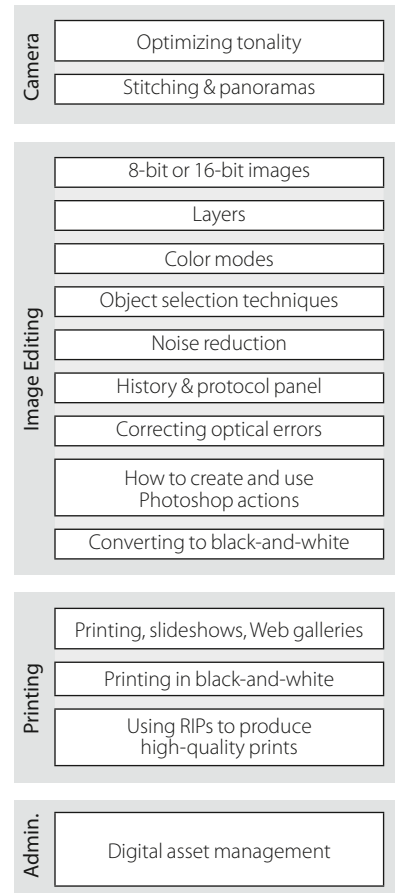 Camera
Optimizing tonality
Stitching & panoramas
Image Editing
8-bit or 16-bit images
Layers
Color modes
Object selection techniques
Noise reduction
History & protocol panel
Correcting optical errors
How to create and use
Photoshop actions
Converting to black-and-white
Printing
Printing, slideshows, Web galleries
Printing in black-and-white
Using RIPs to produce
high-quality prints
Admin.
Digital asset management